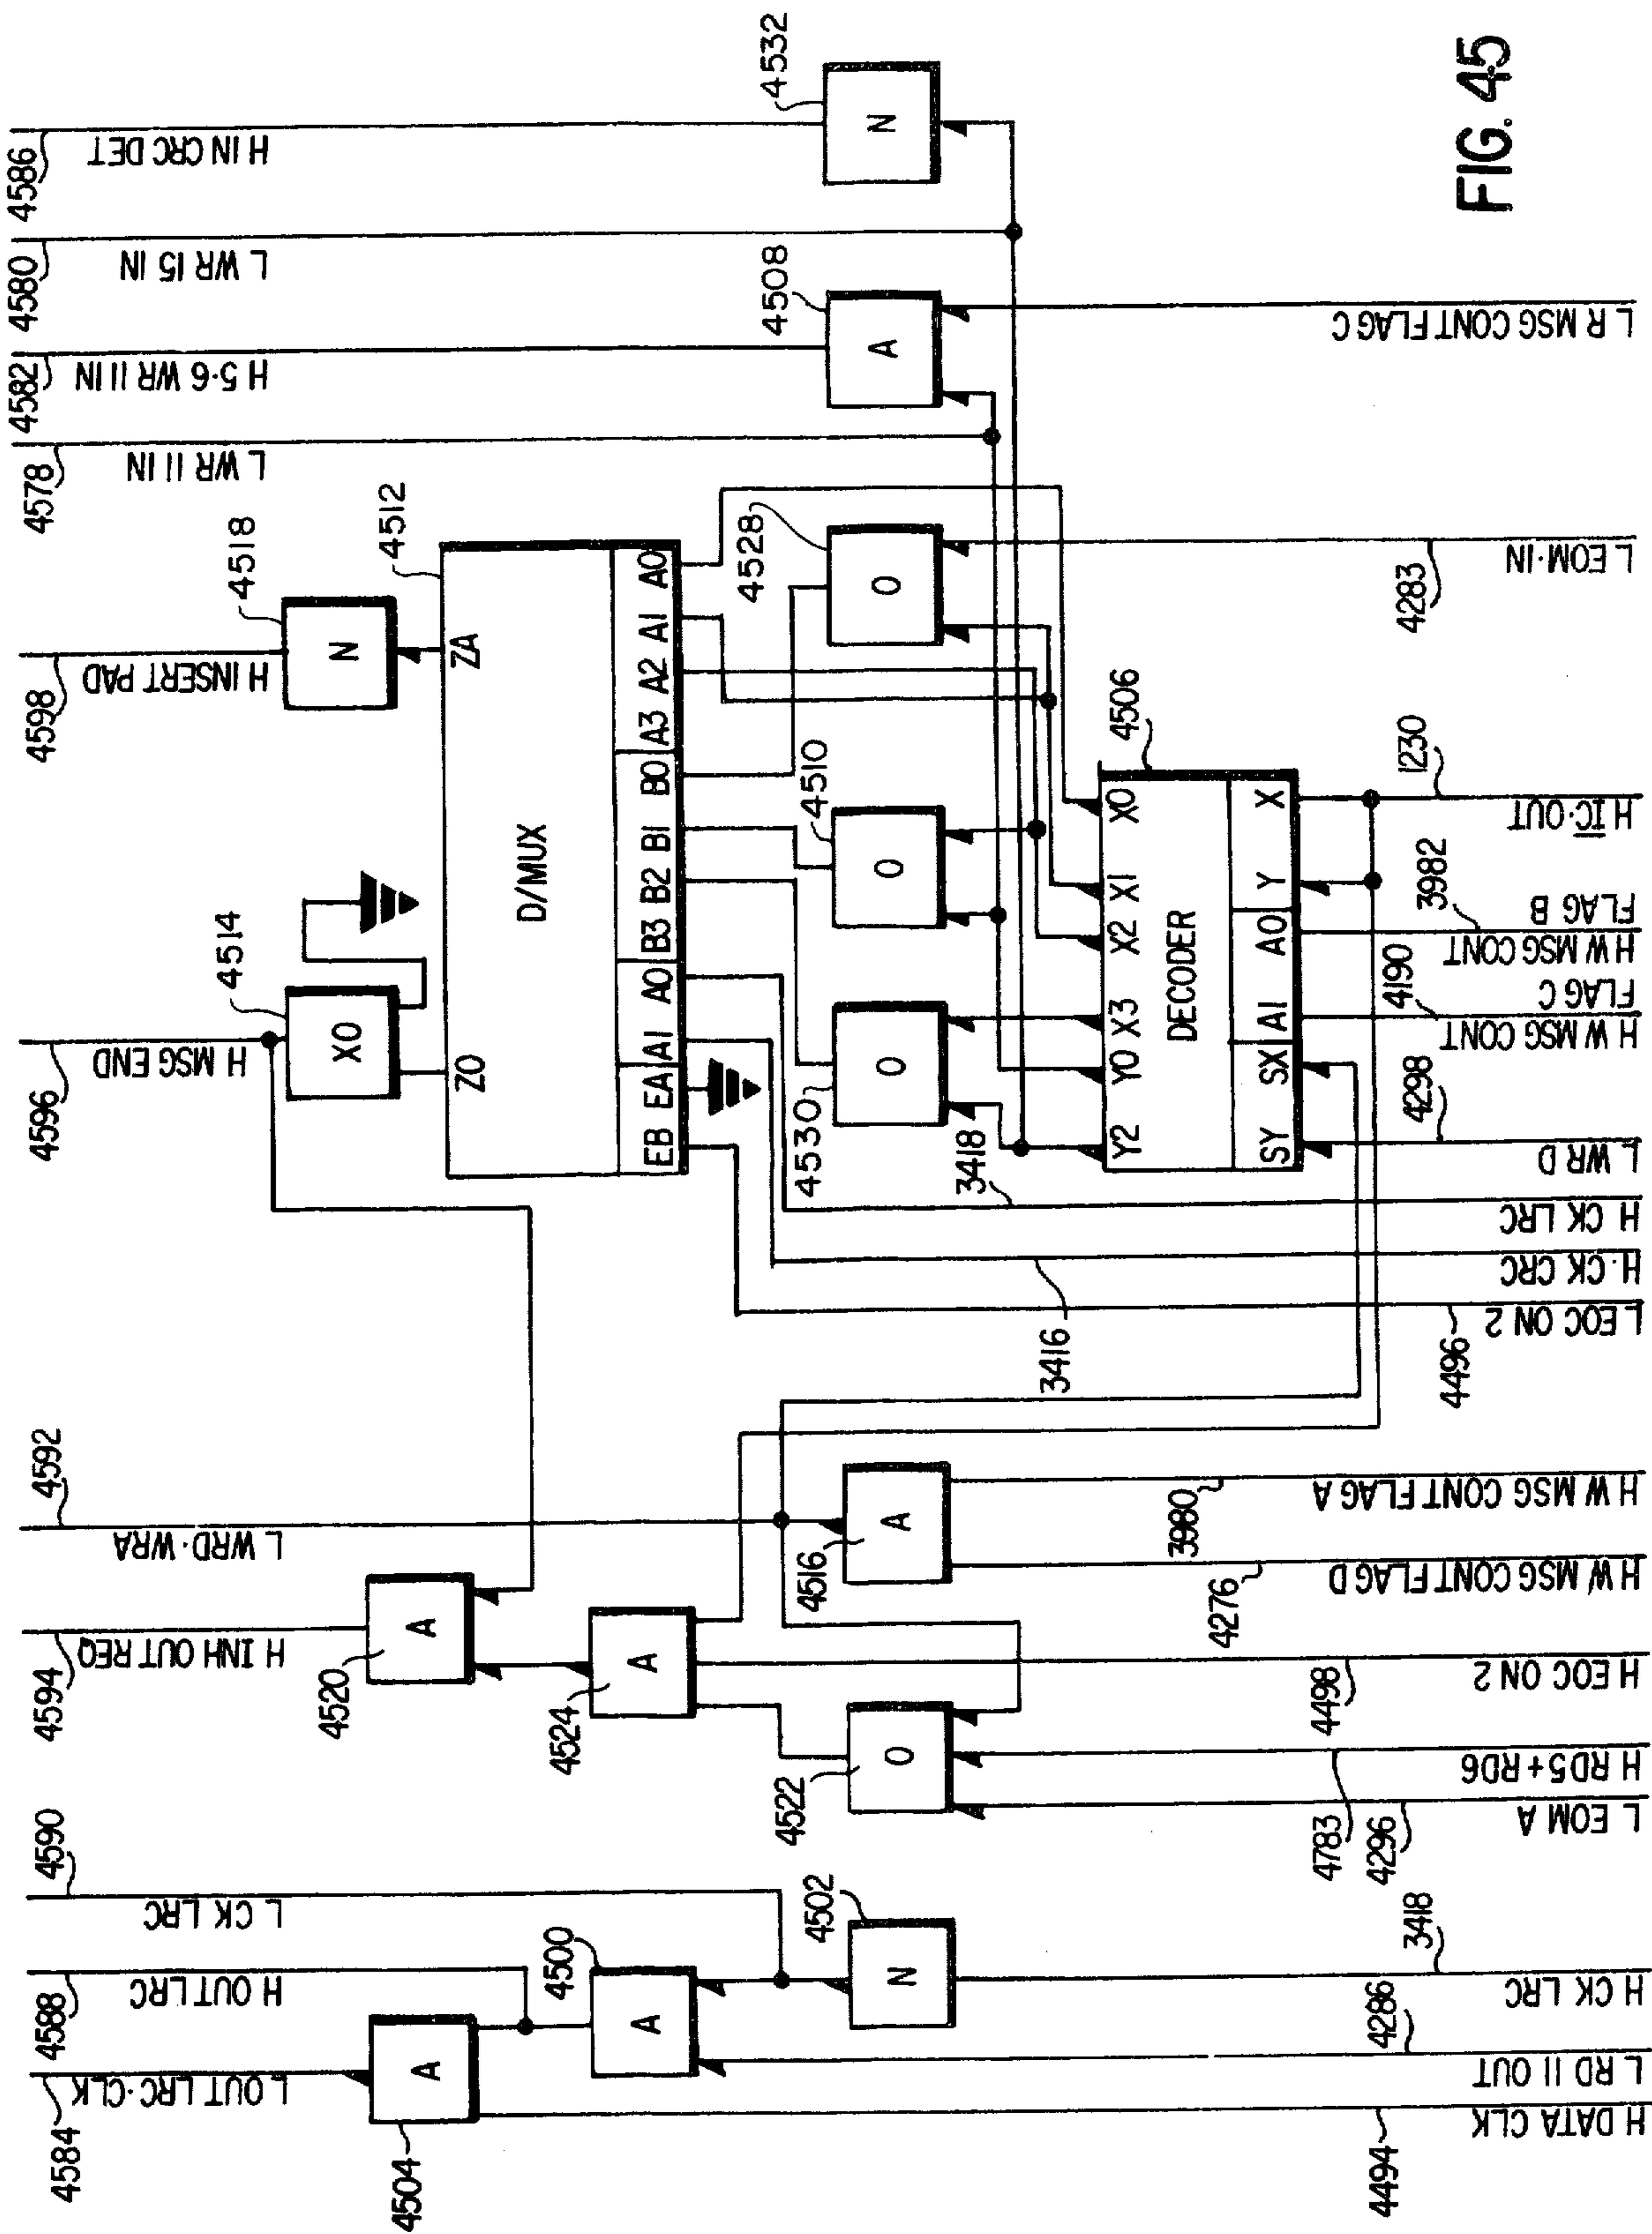 4586
H IN CRC DET
4532
N
4580
L WR 15 IN
4582
H 5·6 WR 11 IN
4508
A
L R MSG CONT FLAG C
4578
L WR 11 IN
4598
H INSERT PAD
4518
N
4512
ZA
D/MUX
ZO
A0
A1
A2
A3
B0
B1
B2
B3
A0
A1
EA
EB
4528
O
4283
L EOM·IN
4510
O
4530
O
4596
H MSG END
4514
XO
4506
X0
X1
X2
X3
Y0
Y2
DECODER
X
Y
A0
A1
SX
SY
1230
H IC·OUT
3982
H W MSG CONT
FLAG B
4190
H W MSG CONT
FLAG C
4298
L WR D
3418
H CK LRC
3416
H·CK CRC
4496
L EOC ON 2
4592
L WRD·WRA
4516
A
3980
H W MSG CONT FLAG A
4276
H W MSG CONT FLAG D
4594
H INH OUT REQ
4520
A
4524
A
4498
H EOC ON 2
4522
O
4783
H RD5+RD6
4296
L EOM A
4590
L CK LRC
4502
N
3418
H CK LRC
4588
H OUT LRC
4500
A
4286
L RD 11 OUT
4584
L OUT LRC·CLK
4504
A
4494
H DATA CLK
FIG. 45